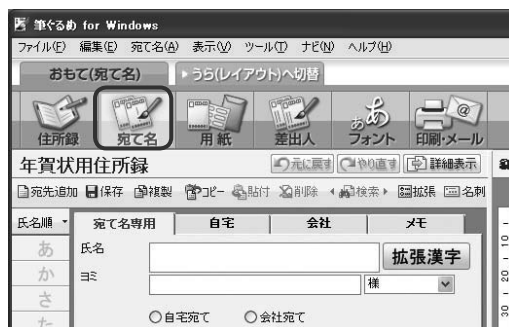 筆ぐるめ for Windows
ファイル(F) 編集(E) 宛て名(A) 表示(V) ツール(T) ナビ(N) ヘルプ(H)
おもて(宛て名) うら(レイアウト)へ切替
住所録 宛て名 用紙 差出人 フォント 印刷・メール
年賀状用住所録 元に戻す やり直す 詳細表示
宛先追加 保存 複製 コピー 貼付 削除 検索 拡張 名刺
氏名順 宛て名専用 自宅 会社 メモ
あ 氏名 拡張漢字
か ヨミ 様
さ
た 自宅宛て 会社宛て
10
20
30